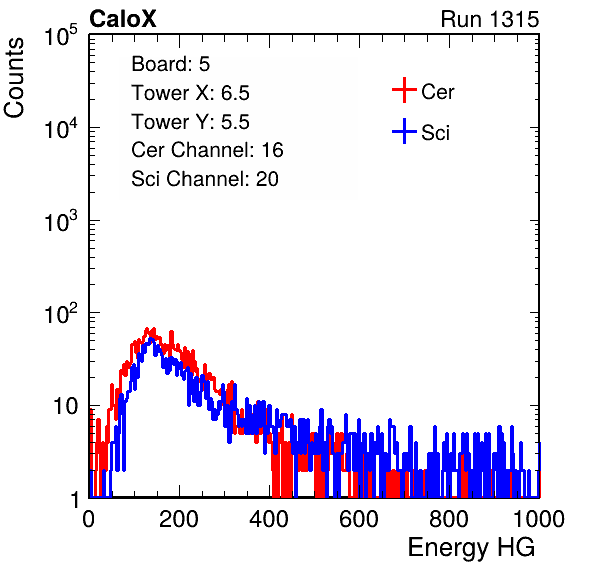 CaloX Run 1315
Counts
Board: 5
Tower X: 6.5
Tower Y: 5.5
Cer Channel: 16
Sci Channel: 20
Cer
Sci
10^5
10^4
10^3
10^2
10
1
0 200 400 600 800 1000
Energy HG